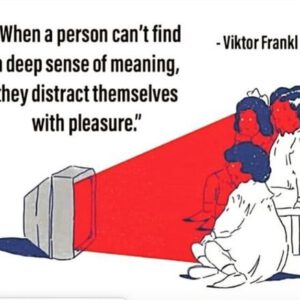 "When a person can't find
a deep sense of meaning,
they distract themselves
with pleasure."
- Viktor Frankl